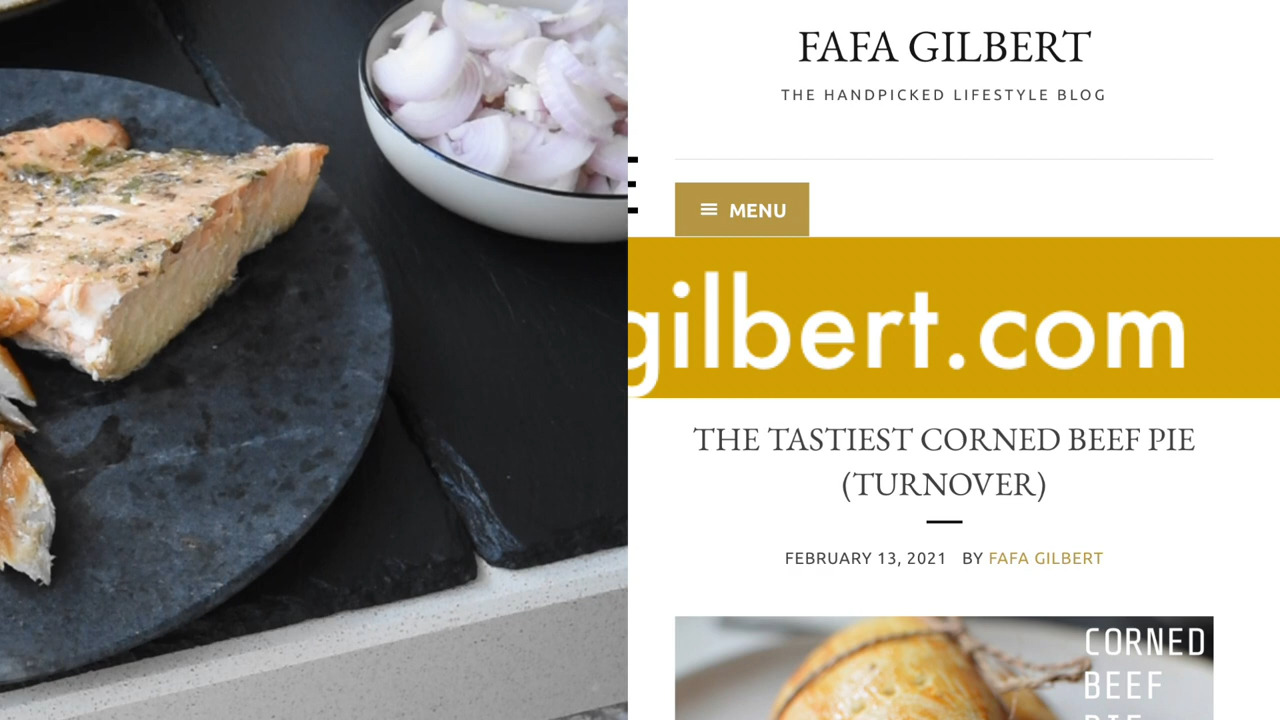 FAFA GILBERT
THE HANDPICKED LIFESTYLE BLOG
MENU
gilbert.com
THE TASTIEST CORNED BEEF PIE
(TURNOVER)
FEBRUARY 13, 2021 BY FAFA GILBERT
CORNED
BEEF